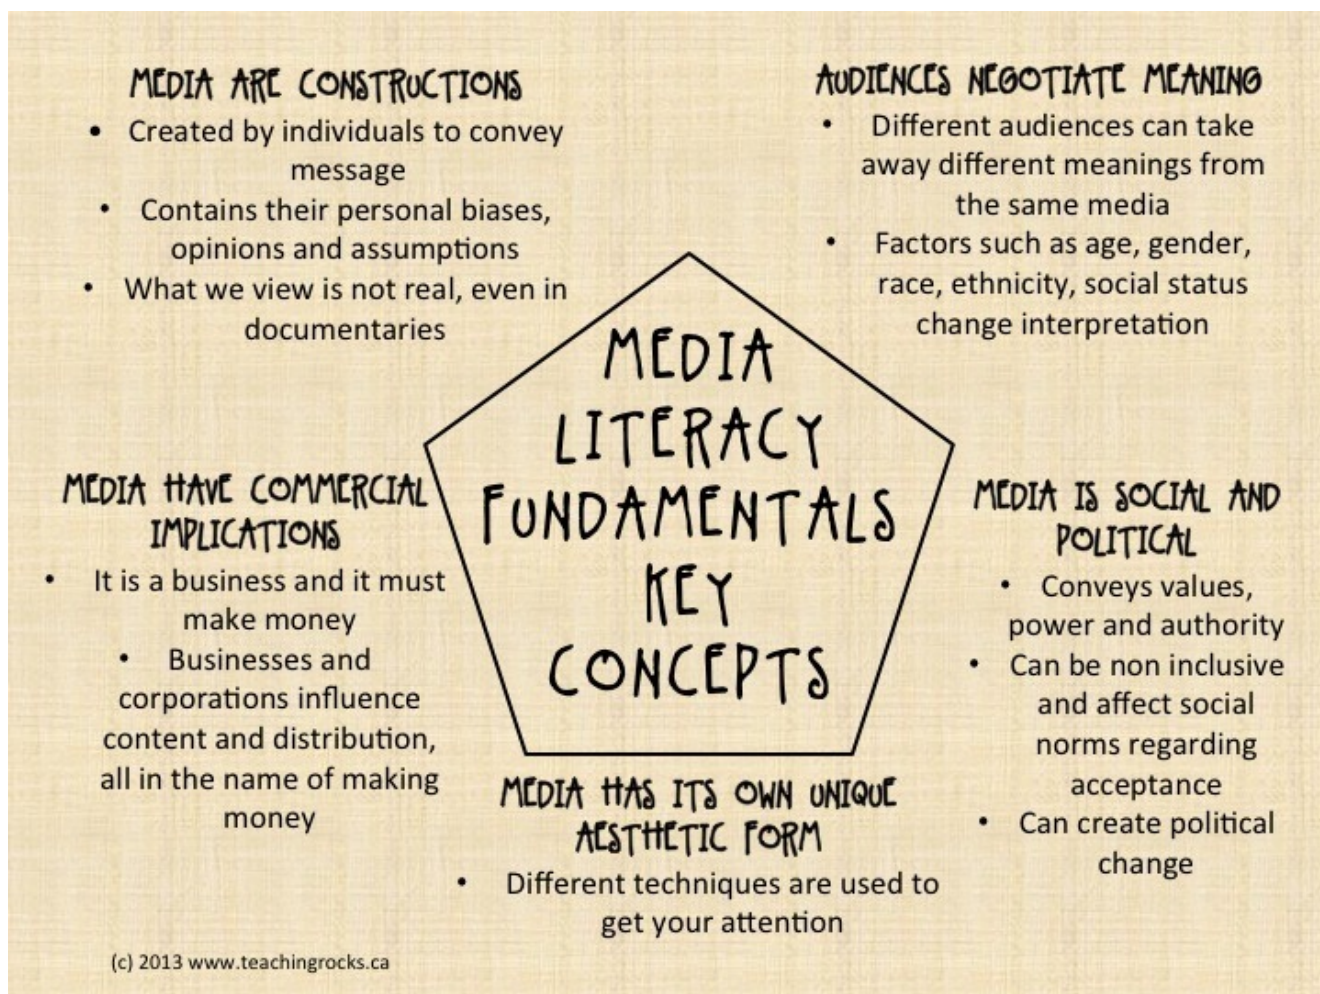 MEDIA ARE CONSTRUCTIONS
• Created by individuals to convey
message
• Contains their personal biases,
opinions and assumptions
• What we view is not real, even in
documentaries
AUDIENCES NEGOTIATE MEANING
• Different audiences can take
away different meanings from
the same media
• Factors such as age, gender,
race, ethnicity, social status
change interpretation
MEDIA
LITERACY
FUNDAMENTALS
KEY
CONCEPTS
MEDIA HAVE COMMERCIAL
IMPLICATIONS
• It is a business and it must
make money
• Businesses and
corporations influence
content and distribution,
all in the name of making
money
MEDIA IS SOCIAL AND
POLITICAL
• Conveys values,
power and authority
• Can be non inclusive
and affect social
norms regarding
acceptance
• Can create political
change
MEDIA HAS ITS OWN UNIQUE
AESTHETIC FORM
• Different techniques are used to
get your attention
(c) 2013 www.teachingrocks.ca